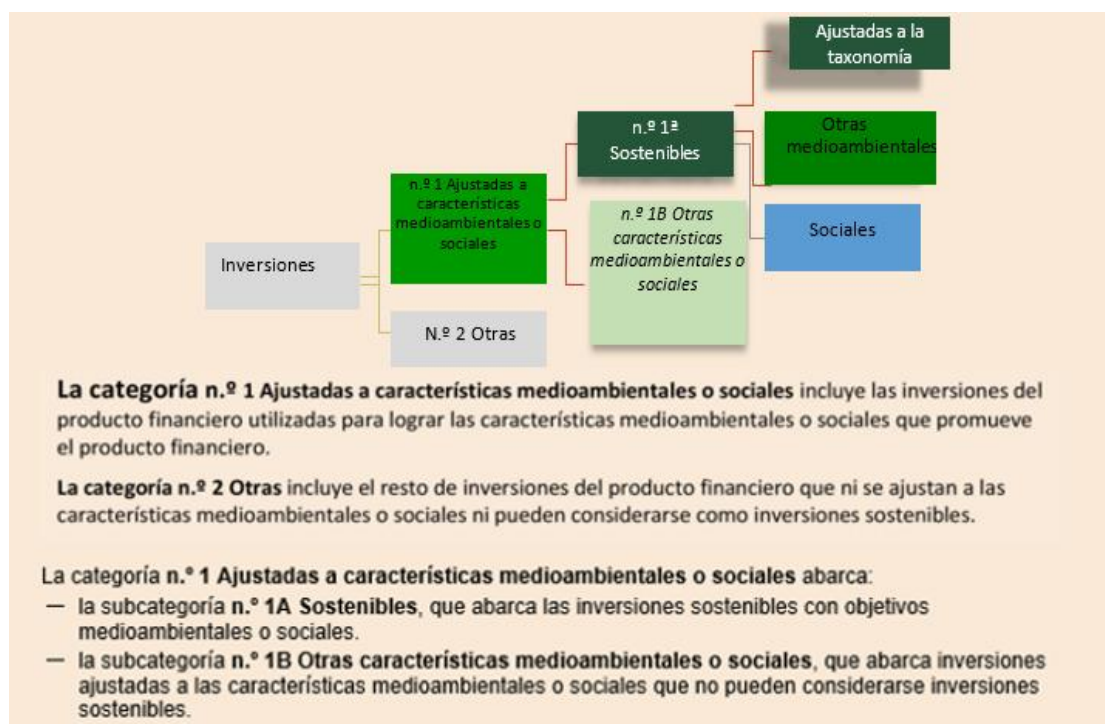 Ajustadas a la
taxonomía
n.º 1ª
Sostenibles
Otras
medioambientales
n.º 1 Ajustadas a
características
medioambientales o
sociales
n.º 1B Otras
características
medioambientales o
sociales
Sociales
Inversiones
N.º 2 Otras
La categoría n.º 1 Ajustadas a características medioambientales o sociales incluye las inversiones del
producto financiero utilizadas para lograr las características medioambientales o sociales que promueve
el producto financiero.
La categoría n.º 2 Otras incluye el resto de inversiones del producto financiero que ni se ajustan a las
características medioambientales o sociales ni pueden considerarse como inversiones sostenibles.
La categoría n.º 1 Ajustadas a características medioambientales o sociales abarca:
— la subcategoría n.º 1A Sostenibles, que abarca las inversiones sostenibles con objetivos
medioambientales o sociales.
— la subcategoría n.º 1B Otras características medioambientales o sociales, que abarca inversiones
ajustadas a las características medioambientales o sociales que no pueden considerarse inversiones
sostenibles.